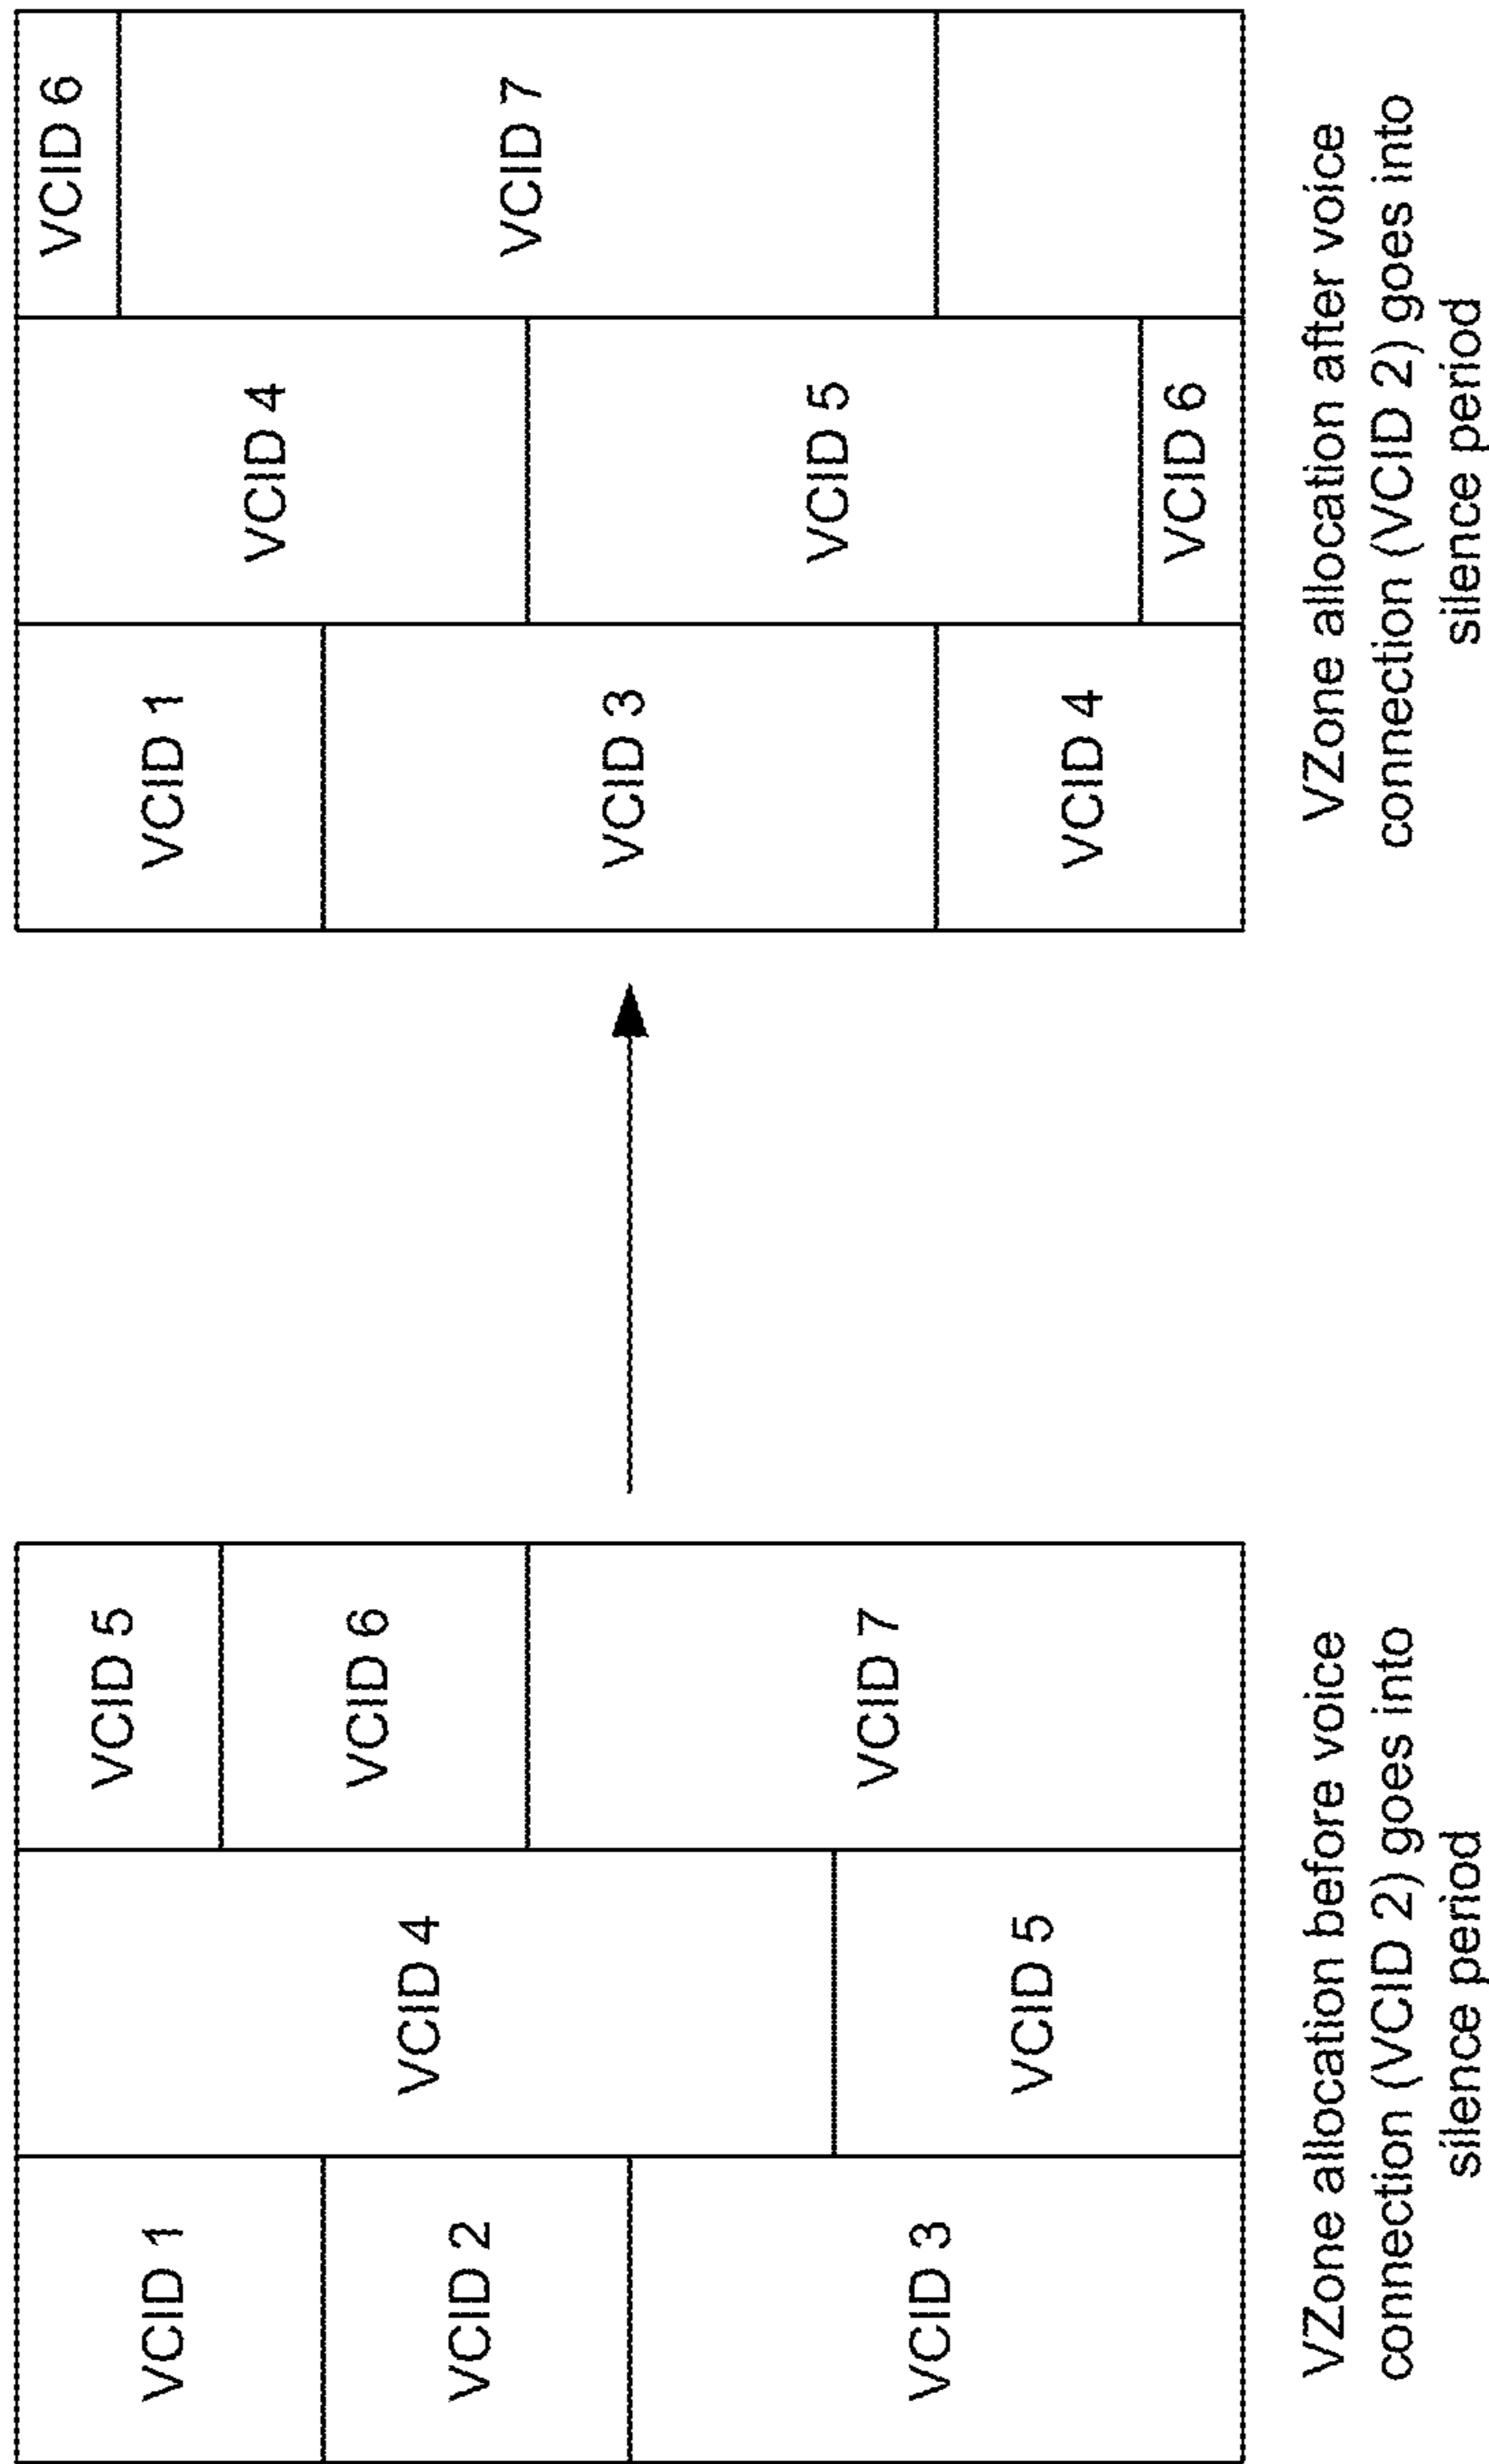 VCID 1
VCID 2
VCID 3
VCID 4
VCID 5
VCID 5
VCID 6
VCID 7
VZone allocation before voice
connection (VCID 2) goes into
silence period
VCID 1
VCID 3
VCID 4
VCID 4
VCID 5
VCID 6
VCID 6
VCID 7
VZone allocation after voice
connection (VCID 2) goes into
silence period